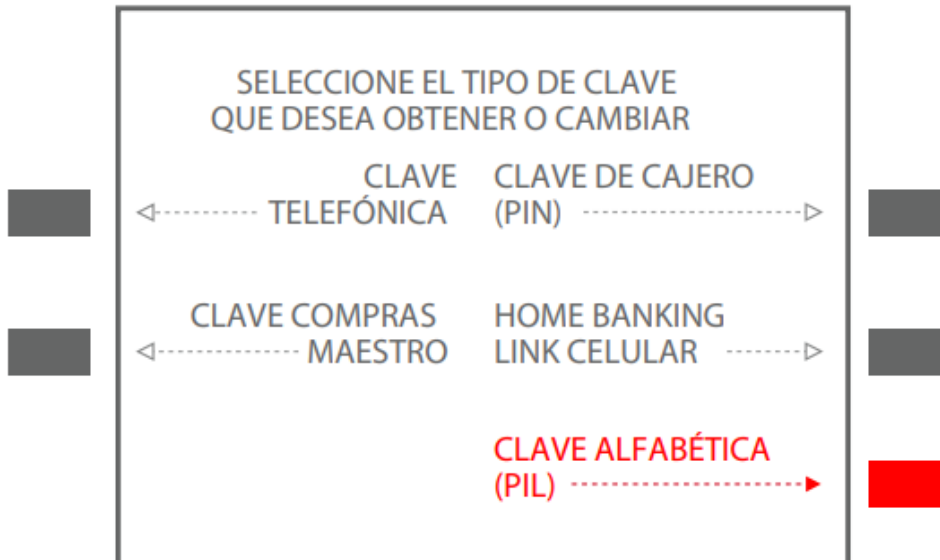 SELECCIONE EL TIPO DE CLAVE
QUE DESEA OBTENER O CAMBIAR
CLAVE
TELEFÓNICA
CLAVE DE CAJERO
(PIN)
CLAVE COMPRAS
MAESTRO
HOME BANKING
LINK CELULAR
CLAVE ALFABÉTICA
(PIL)